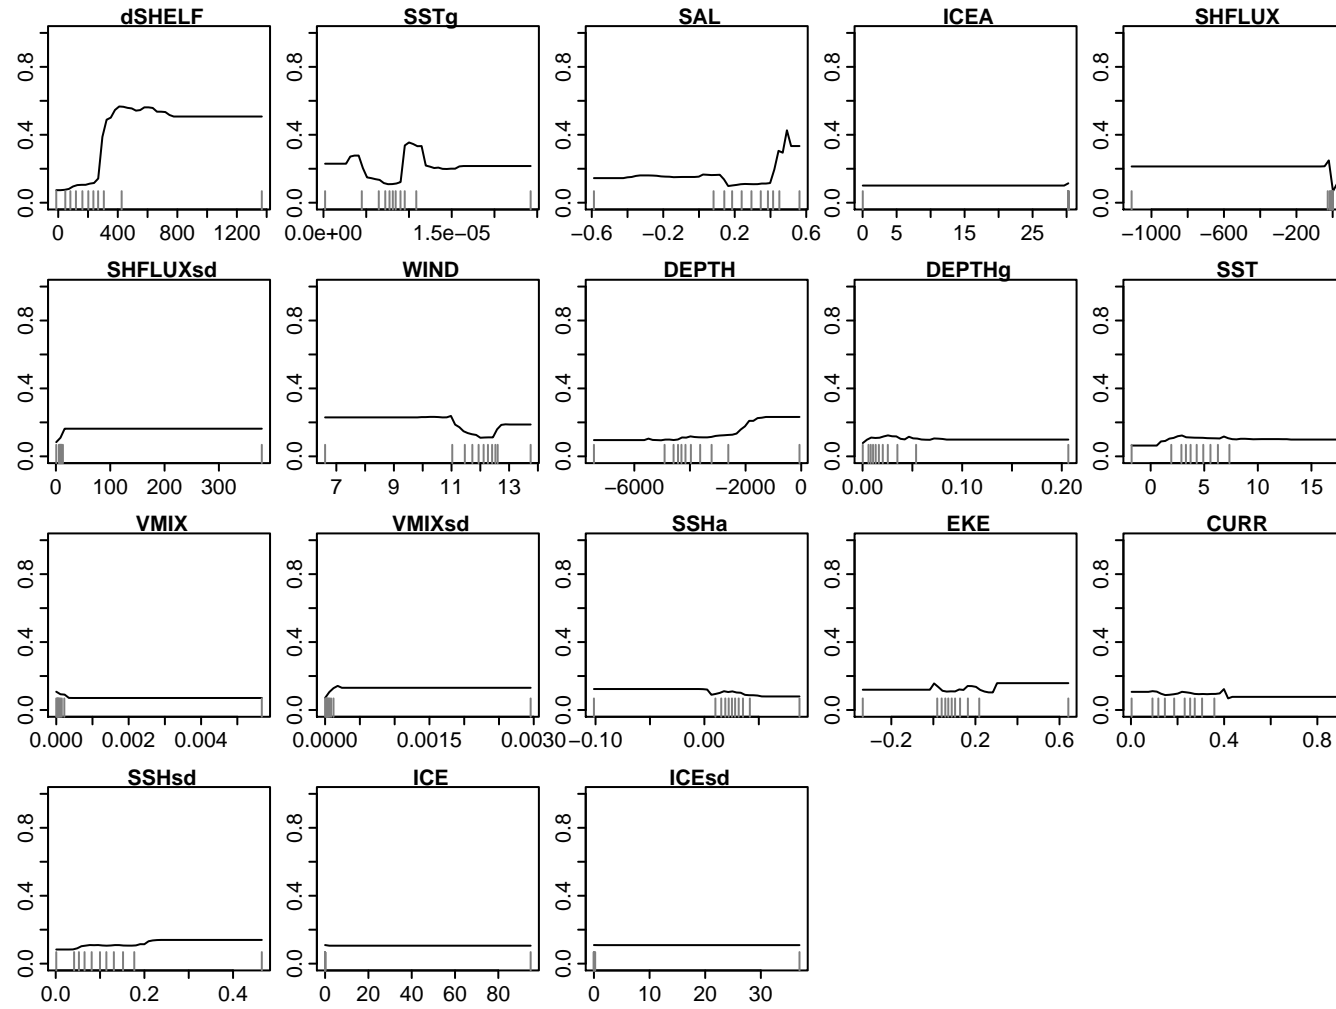 dSHELF SSTg SAL ICEA SHFLUX
0.0 0.4 0.8 0.0 0.4 0.8 0.0 0.4 0.8 0.0 0.4 0.8 0.0 0.4 0.8
0 400 800 1200 0.0e+00 1.5e−05 −0.6 −0.2 0.2 0.6 0 5 15 25 −1000 −600 −200
SHFLUXsd WIND DEPTH DEPTHg SST
0.0 0.4 0.8 0.0 0.4 0.8 0.0 0.4 0.8 0.0 0.4 0.8 0.0 0.4 0.8
0 100 200 300 7 9 11 13 −6000 −2000 0 0.00 0.10 0.20 0 5 10 15
VMIX VMIXsd SSHa EKE CURR
0.0 0.4 0.8 0.0 0.4 0.8 0.0 0.4 0.8 0.0 0.4 0.8 0.0 0.4 0.8
0.000 0.002 0.004 0.0000 0.0015 0.0030 −0.10 0.00 −0.2 0.2 0.6 0.0 0.4 0.8
SSHsd ICE ICEsd
0.0 0.4 0.8 0.0 0.4 0.8 0.0 0.4 0.8
0.0 0.2 0.4 0 20 40 60 80 0 10 20 30